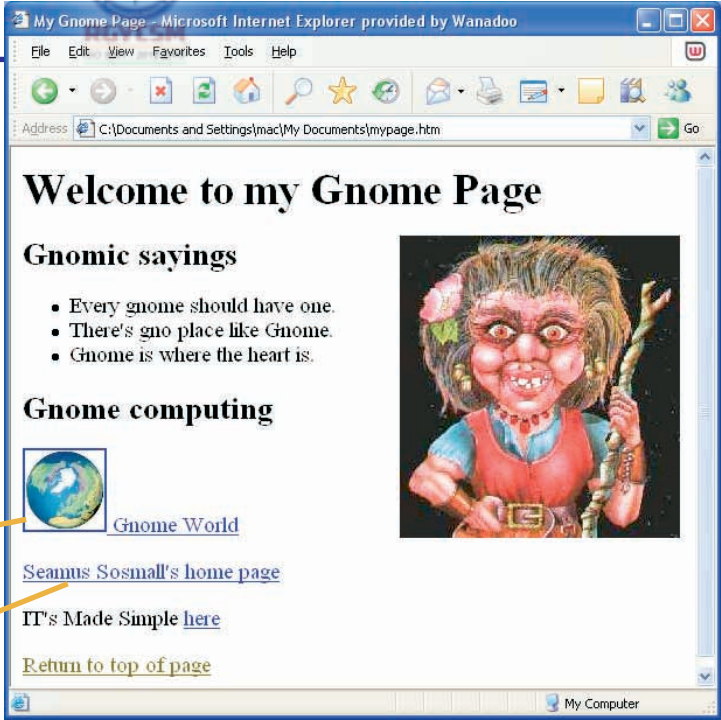 My Gnome Page - Microsoft Internet Explorer provided by Wanadoo
File Edit View Favorites Tools Help
Address C:\Documents and Settings\mac\My Documents\mypage.htm Go
Welcome to my Gnome Page
Gnomic sayings
• Every gnome should have one.
• There's gno place like Gnome.
• Gnome is where the heart is.
Gnome computing
Gnome World
Seamus Sosmall's home page
IT's Made Simple here
Return to top of page
My Computer